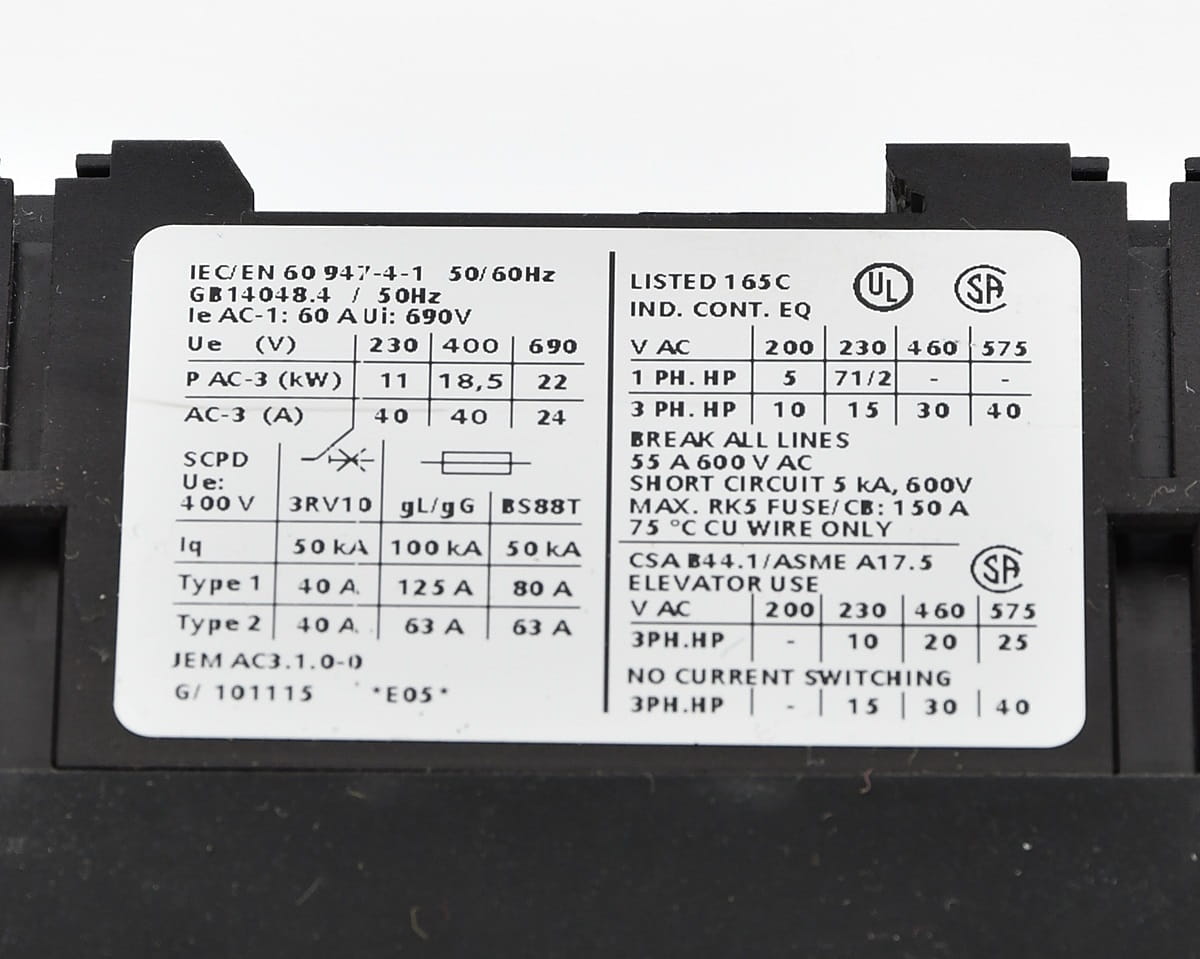 IEC/EN 60 947-4-1 50/60Hz
GB14048.4 / 50Hz
Ie AC-1: 60 A Ui: 690V
Ue (V) 230 400 690
P AC-3 (kW) 11 18,5 22
AC-3 (A) 40 40 24
SCPD
Ue:
400 V 3RV10 gL/gG BS88T
Iq 50 kA 100 kA 50 kA
Type 1 40 A 125 A 80 A
Type 2 40 A 63 A 63 A
JEM AC3.1.0-0
G/ 101115 *E05*
LISTED 165C UL SA
IND. CONT. EQ
V AC 200 230 460 575
1 PH. HP 5 71/2 - -
3 PH. HP 10 15 30 40
BREAK ALL LINES
55 A 600 V AC
SHORT CIRCUIT 5 kA, 600V
MAX. RK5 FUSE/CB: 150 A
75 °C CU WIRE ONLY
CSA B44.1/ASME A17.5 SA
ELEVATOR USE
V AC 200 230 460 575
3PH.HP - 10 20 25
NO CURRENT SWITCHING
3PH.HP - 15 30 40